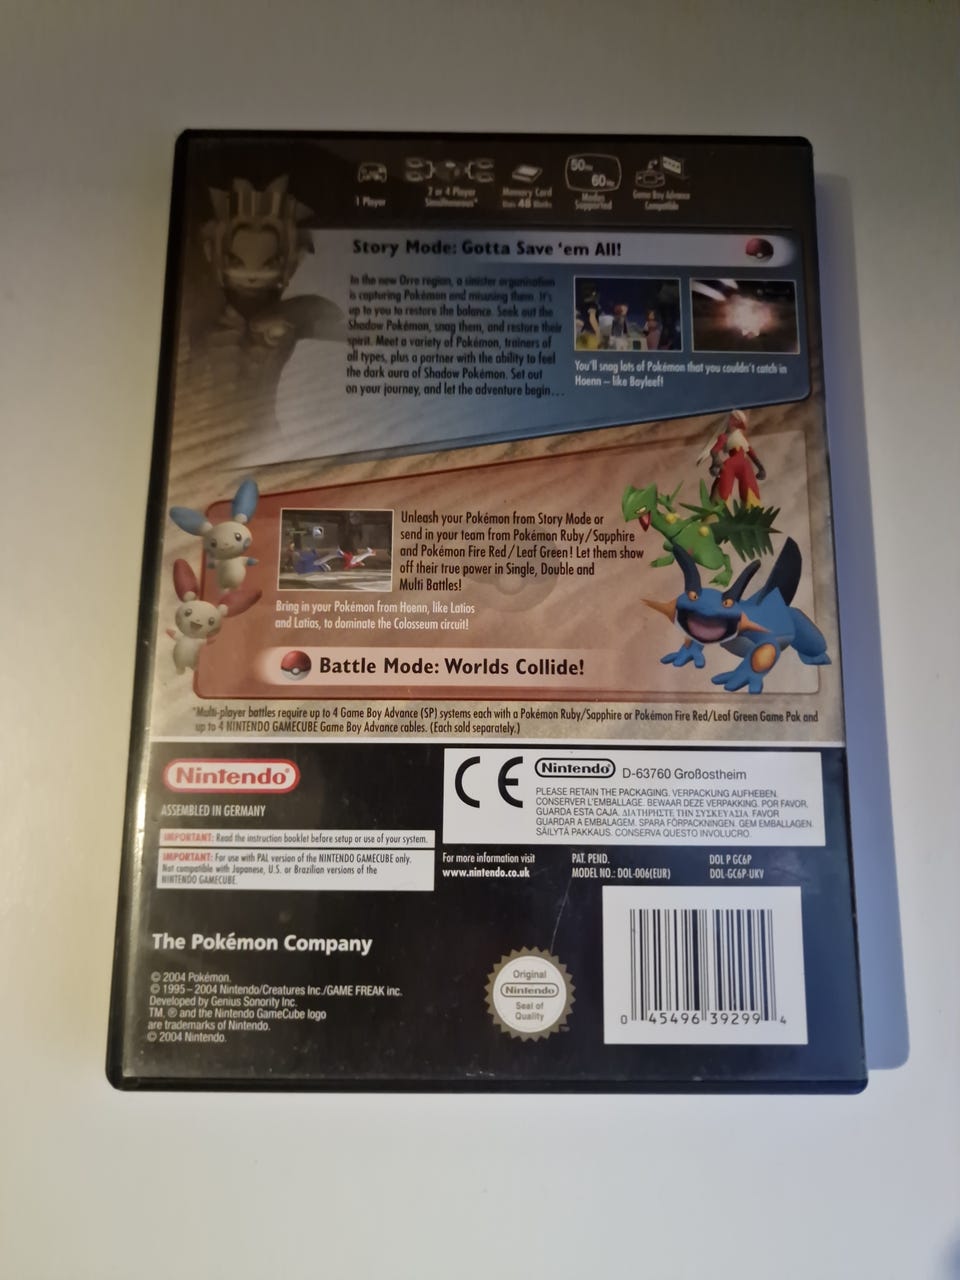 1 Player
2 or 4 Player
Simultaneous*
Memory Card
Uses 48 Blocks
50Hz
60Hz
Modes
Supported
Game Boy Advance
Compatible
Story Mode: Gotta Save 'em All!
In the new Orre region, a sinister organisation
is capturing Pokémon and misusing them. It's
up to you to restore the balance. Seek out the
Shadow Pokémon, snag them, and restore their
spirit. Meet a variety of Pokémon, trainers of
all types, plus a partner with the ability to feel
the dark aura of Shadow Pokémon. Set out
on your journey, and let the adventure begin...
You'll snag lots of Pokémon that you couldn't catch in
Hoenn – like Bayleef!
Unleash your Pokémon from Story Mode or
send in your team from Pokémon Ruby/Sapphire
and Pokémon Fire Red/Leaf Green! Let them show
off their true power in Single, Double and
Multi Battles!
Bring in your Pokémon from Hoenn, like Latios
and Latias, to dominate the Colosseum circuit!
Battle Mode: Worlds Collide!
*Multi-player battles require up to 4 Game Boy Advance (SP) systems each with a Pokémon Ruby/Sapphire or Pokémon Fire Red/Leaf Green Game Pak and
up to 4 NINTENDO GAMECUBE Game Boy Advance cables. (Each sold separately.)
Nintendo®
ASSEMBLED IN GERMANY
IMPORTANT: Read the instruction booklet before setup or use of your system.
IMPORTANT: For use with PAL version of the NINTENDO GAMECUBE only.
Not compatible with Japanese, U.S. or Brazilian versions of the
NINTENDO GAMECUBE.
CE Nintendo® D-63760 Großostheim
PLEASE RETAIN THE PACKAGING. VERPACKUNG AUFHEBEN.
CONSERVER L'EMBALLAGE. BEWAAR DEZE VERPAKKING. POR FAVOR,
GUARDA ESTA CAJA. ΔΙΑΤΗΡΗΣΤΕ ΤΗΝ ΣΥΣΚΕΥΑΣΙΑ. FAVOR
GUARDAR A EMBALAGEM. SPARA FÖRPACKNINGEN. GEM EMBALLAGEN.
SÄILYTÄ PAKKAUS. CONSERVA QUESTO INVOLUCRO.
For more information visit
www.nintendo.co.uk
PAT. PEND.
MODEL NO.: DOL-006(EUR)
DOL P GC6P
DOL-GC6P-UKV
The Pokémon Company
© 2004 Pokémon.
© 1995–2004 Nintendo/Creatures Inc./GAME FREAK inc.
Developed by Genius Sonority Inc.
TM, ® and the Nintendo GameCube logo
are trademarks of Nintendo.
© 2004 Nintendo.
Original
Nintendo
Seal of
Quality
0 45496 39299 4